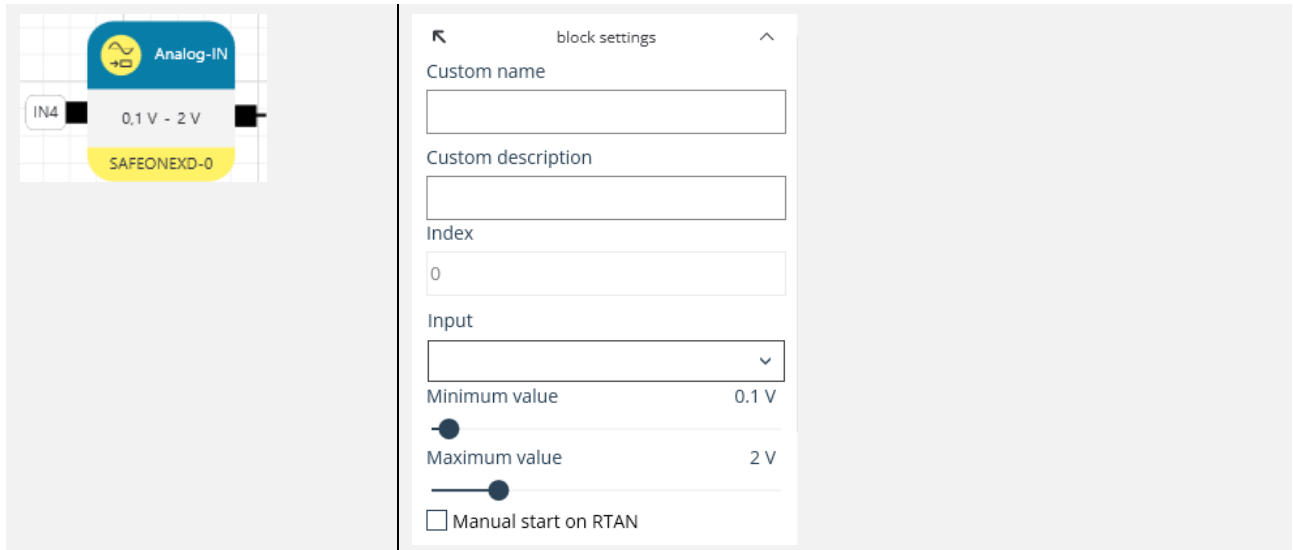 Analog-IN
IN4
0,1 V - 2 V
SAFEONEXD-0
block settings
Custom name
Custom description
Index
0
Input
Minimum value 0.1 V
Maximum value 2 V
Manual start on RTAN